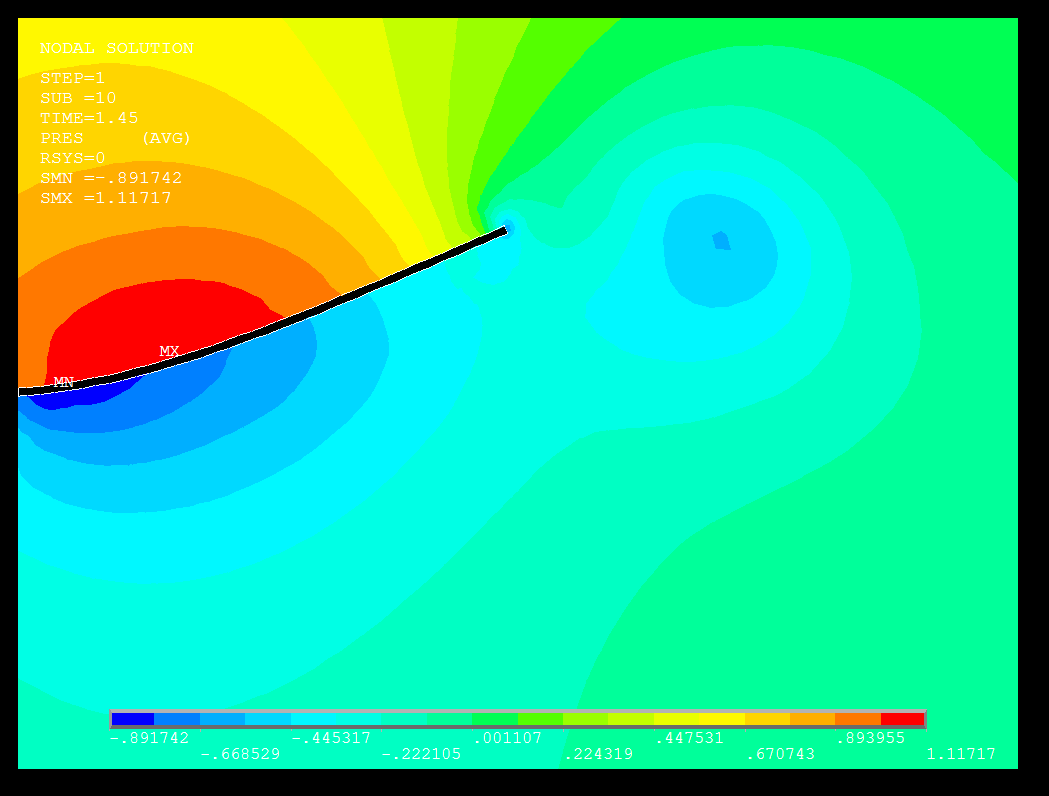 NODAL SOLUTION
STEP=1
SUB =10
TIME=1.45
PRES     (AVG)
RSYS=0
SMN =-.891742
SMX =1.11717
MX
MN
-.891742 -.445317 .001107 .447531 .893955
-.668529 -.222105 .224319 .670743 1.11717